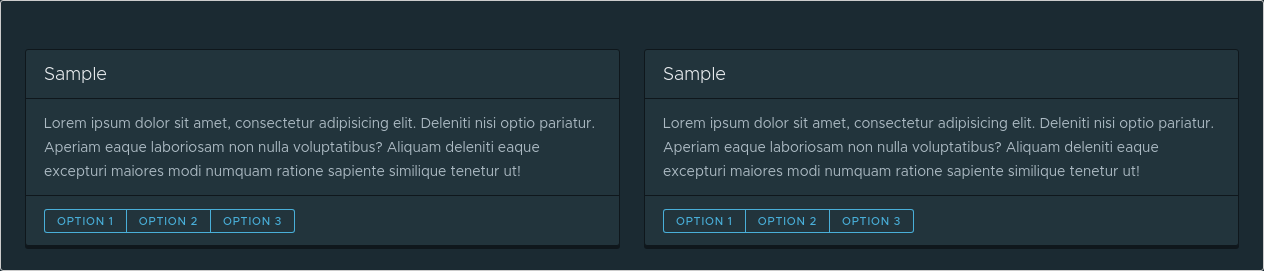 Sample
Lorem ipsum dolor sit amet, consectetur adipisicing elit. Deleniti nisi optio pariatur.
Aperiam eaque laboriosam non nulla voluptatibus? Aliquam deleniti eaque
excepturi maiores modi numquam ratione sapiente similique tenetur ut!
OPTION 1 OPTION 2 OPTION 3
Sample
Lorem ipsum dolor sit amet, consectetur adipisicing elit. Deleniti nisi optio pariatur.
Aperiam eaque laboriosam non nulla voluptatibus? Aliquam deleniti eaque
excepturi maiores modi numquam ratione sapiente similique tenetur ut!
OPTION 1 OPTION 2 OPTION 3